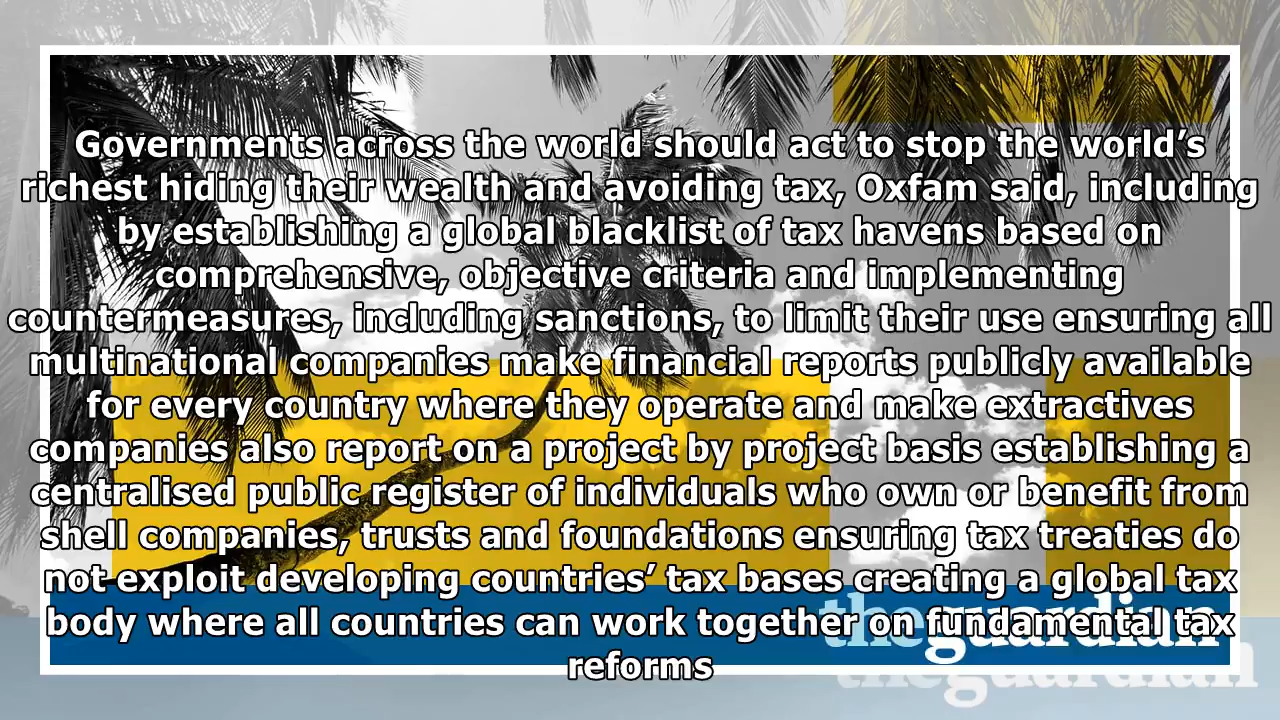 Governments across the world should act to stop the world’s
richest hiding their wealth and avoiding tax, Oxfam said, including
by establishing a global blacklist of tax havens based on
comprehensive, objective criteria and implementing
countermeasures, including sanctions, to limit their use ensuring all
multinational companies make financial reports publicly available
for every country where they operate and make extractives
companies also report on a project by project basis establishing a
centralised public register of individuals who own or benefit from
shell companies, trusts and foundations ensuring tax treaties do
not exploit developing countries’ tax bases creating a global tax
body where all countries can work together on fundamental tax
reforms
theguardian
theguardian